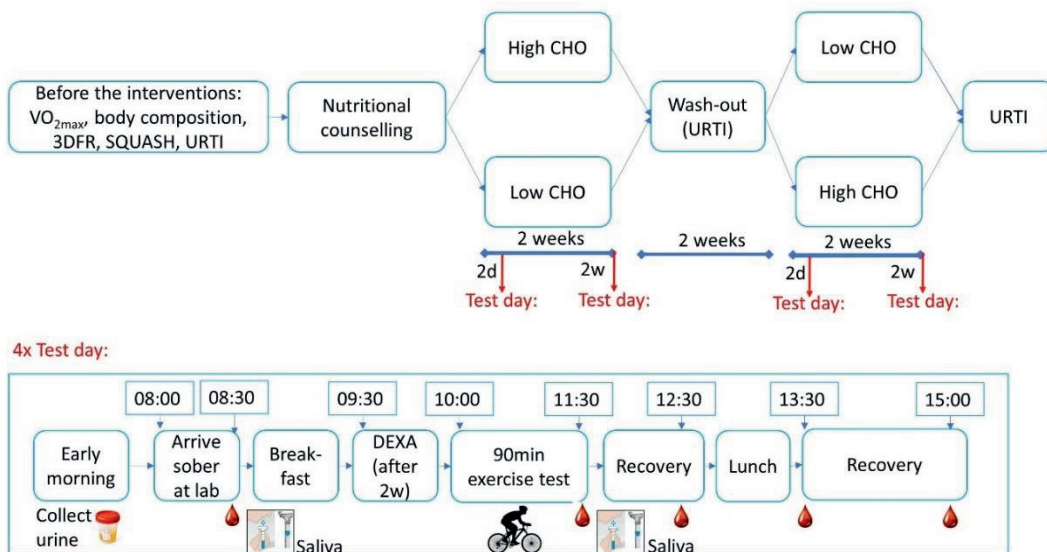 Before the interventions:
VO2max, body composition,
3DFR, SQUASH, URTI
Nutritional
counselling
High CHO
Low CHO
Wash-out
(URTI)
Low CHO
High CHO
URTI
2 weeks
2 weeks
2 weeks
2d
2w
2d
2w
Test day:
Test day:
Test day:
Test day:
4x Test day:
08:00
08:30
09:30
10:00
11:30
12:30
13:30
15:00
Early
morning
Arrive
sober
at lab
Break-
fast
DEXA
(after
2w)
90min
exercise test
Recovery
Lunch
Recovery
Collect
urine
Saliva
Saliva